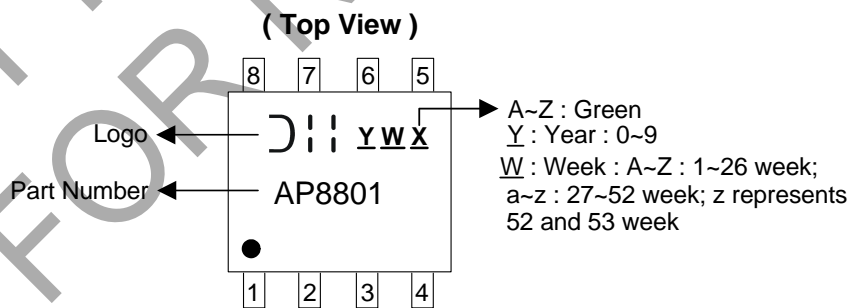 ( Top View )
8 7 6 5
Logo
Y W X
A~Z : Green
Y : Year : 0~9
W : Week : A~Z : 1~26 week;
a~z : 27~52 week; z represents
52 and 53 week
Part Number
AP8801
1 2 3 4
FOR